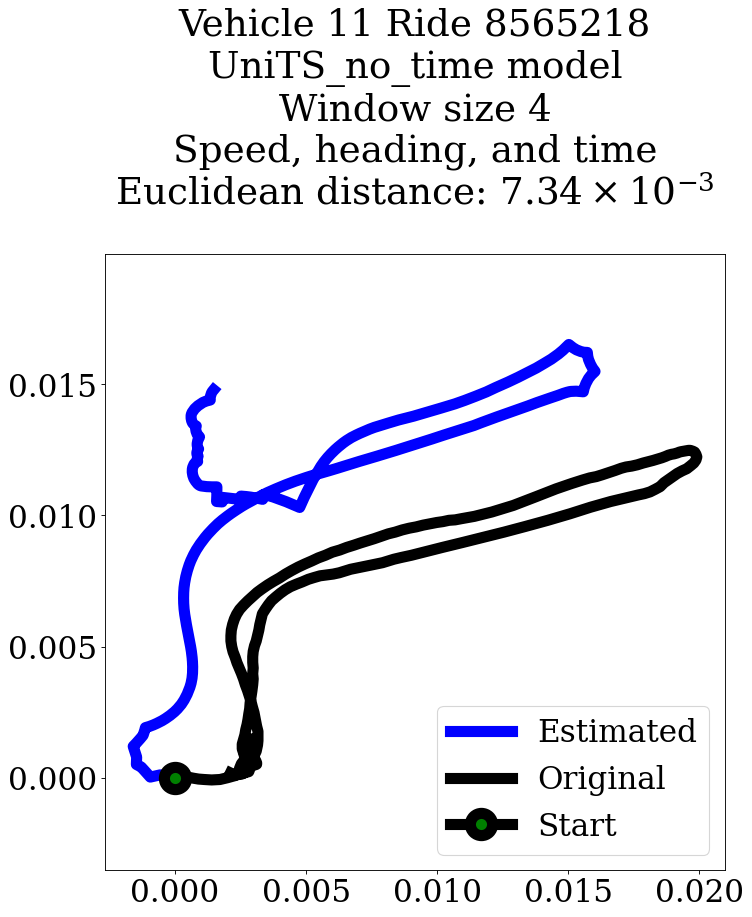 Vehicle 11 Ride 8565218
UniTS_no_time model
Window size 4
Speed, heading, and time
Euclidean distance: 7.34 × 10⁻³
0.015
0.010
0.005
0.000
Estimated
Original
Start
0.000 0.005 0.010 0.015 0.020